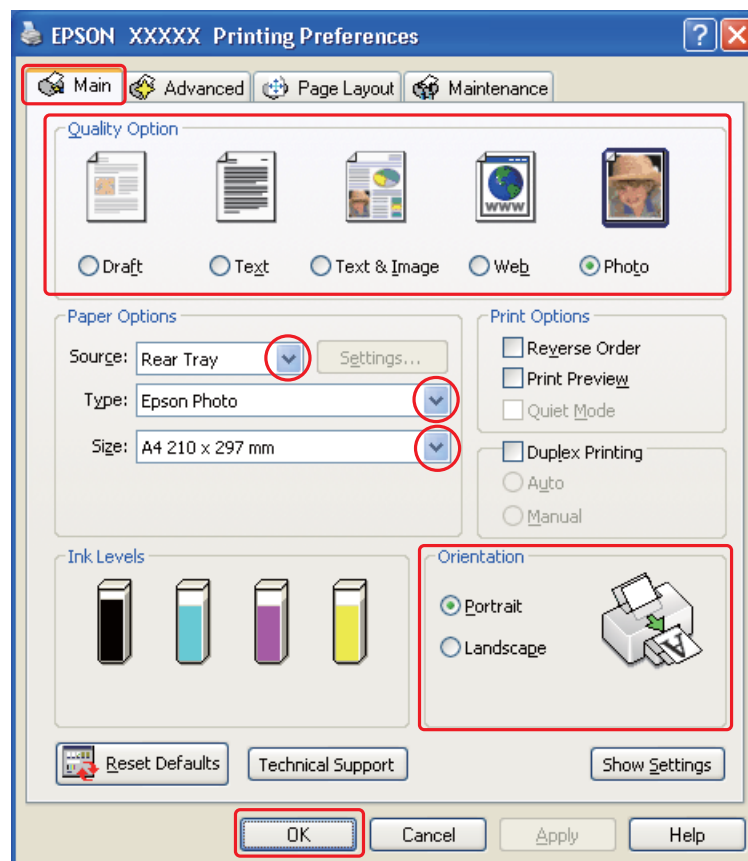 EPSON XXXXX Printing Preferences
Main Advanced Page Layout Maintenance
Quality Option
WWW
Draft Text Text & Image Web Photo
Paper Options
Source: Rear Tray Settings...
Type: Epson Photo
Size: A4 210 x 297 mm
Print Options
Reverse Order
Print Preview
Quiet Mode
Duplex Printing
Auto
Manual
Ink Levels
Orientation
Portrait
Landscape
A
Reset Defaults Technical Support Show Settings
OK Cancel Apply Help